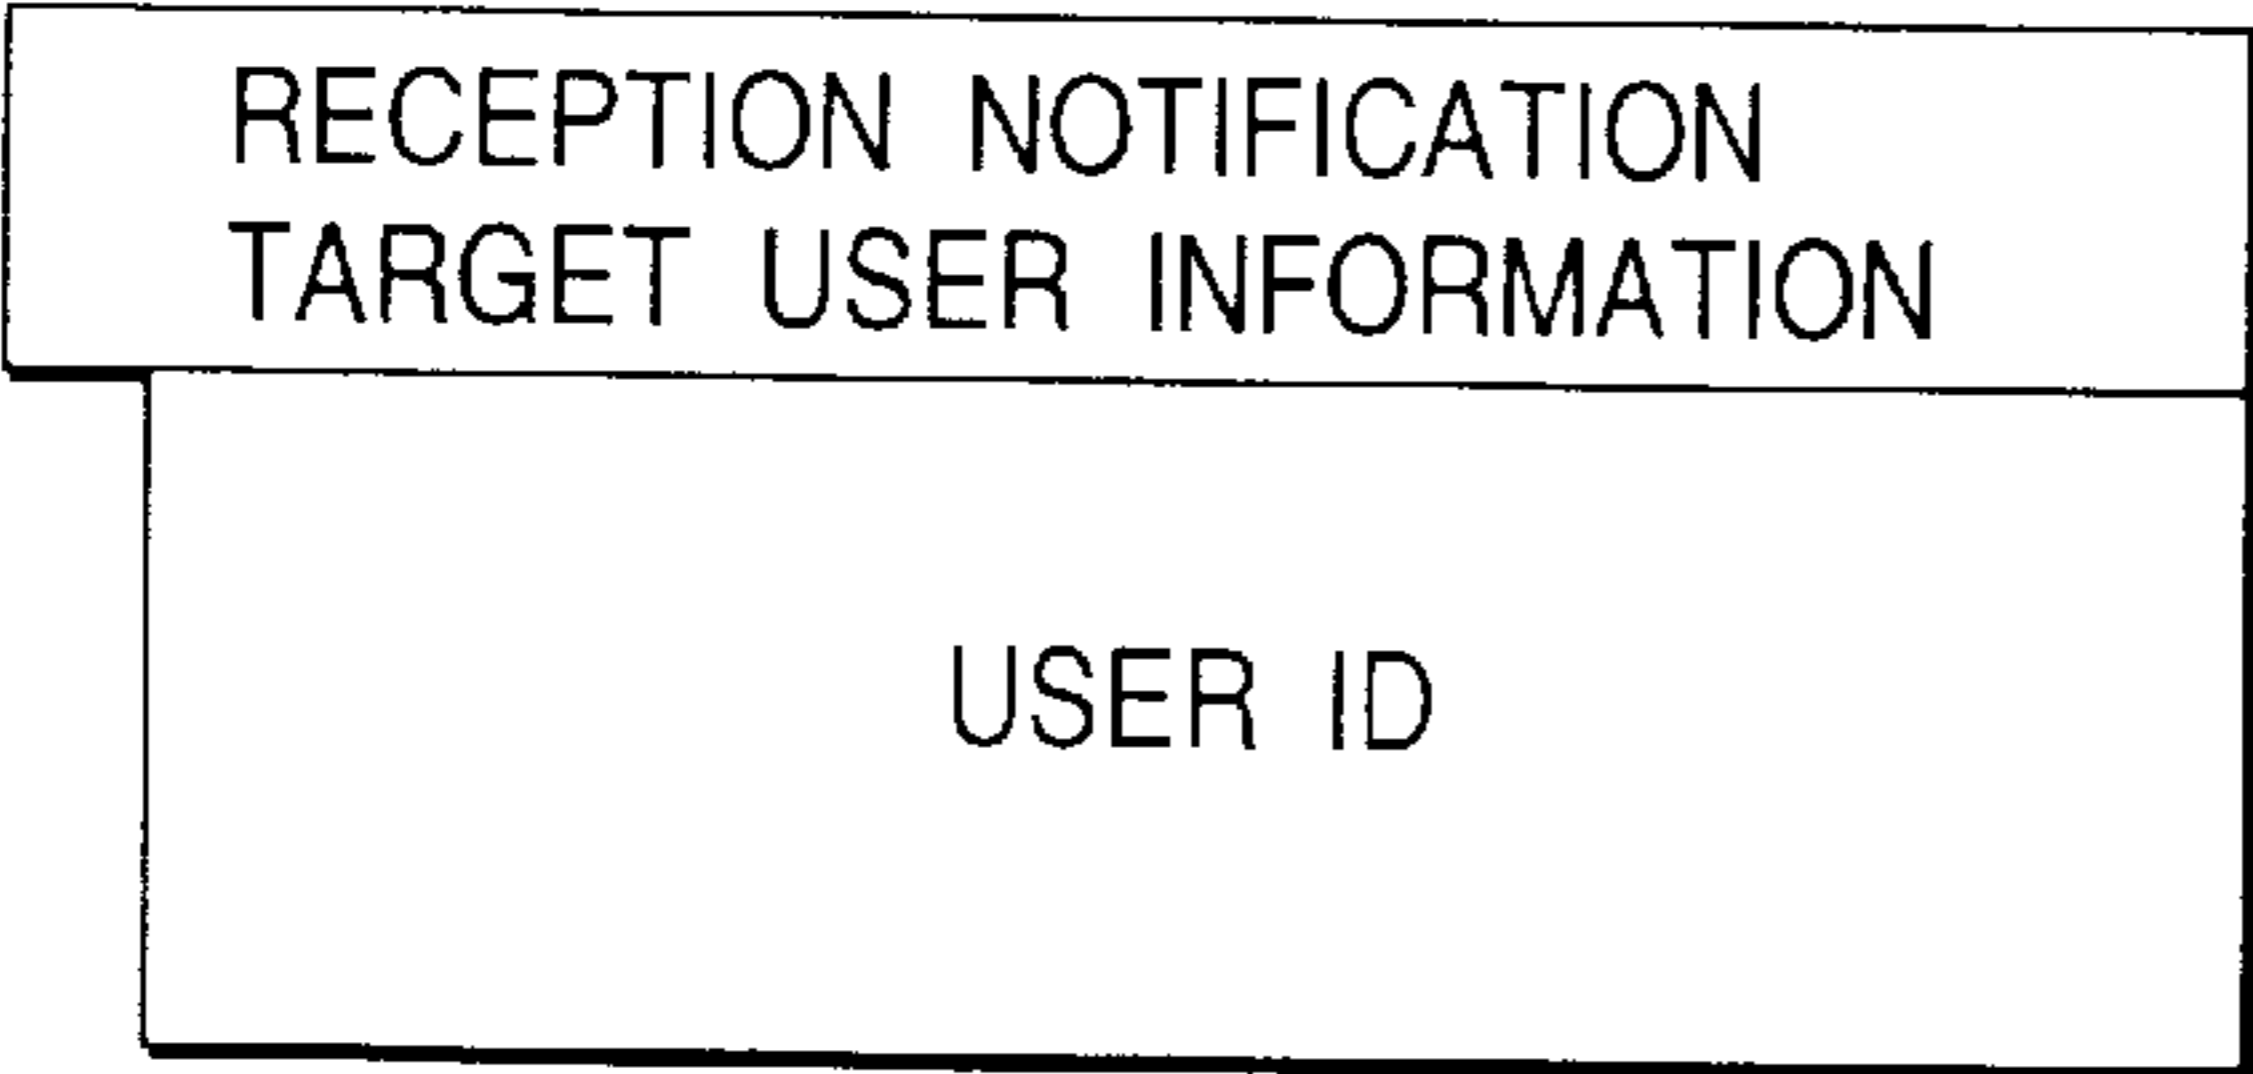 RECEPTION NOTIFICATION
TARGET USER INFORMATION
USER ID